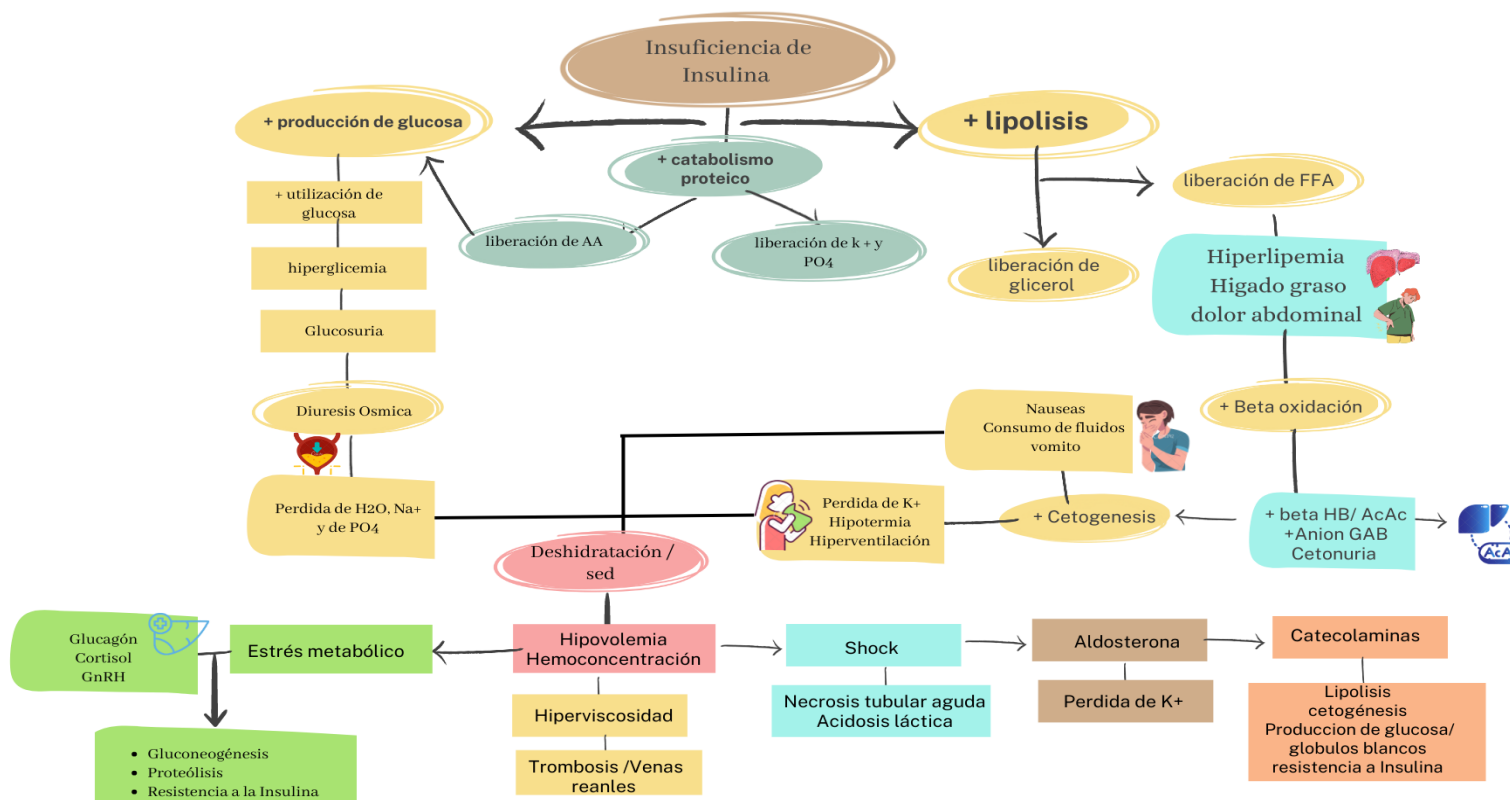 Insuficiencia de
Insulina
+ producción de glucosa
+ lipolisis
+ catabolismo
proteico
+ utilización de
glucosa
liberación de FFA
liberación de AA
liberación de k + y
PO4
hiperglicemia
liberación de
glicerol
Hiperlipemia
Higado graso
dolor abdominal
Glucosuria
Diuresis Osmica
Nauseas
Consumo de fluidos
vomito
+ Beta oxidación
Perdida de H2O, Na+
y de PO4
Perdida de K+
Hipotermia
Hiperventilación
+ Cetogenesis
+ beta HB/ AcAc
+Anion GAB
Cetonuria
AcA
Deshidratación /
sed
Glucagón
Cortisol
GnRH
Estrés metabólico
Hipovolemia
Hemoconcentración
Shock
Aldosterona
Catecolaminas
Hiperviscosidad
Necrosis tubular aguda
Acidosis láctica
Perdida de K+
Lipolisis
cetogénesis
Produccion de glucosa/
globulos blancos
resistencia a Insulina
• Gluconeogénesis
• Proteólisis
• Resistencia a la Insulina
Trombosis /Venas
reanles